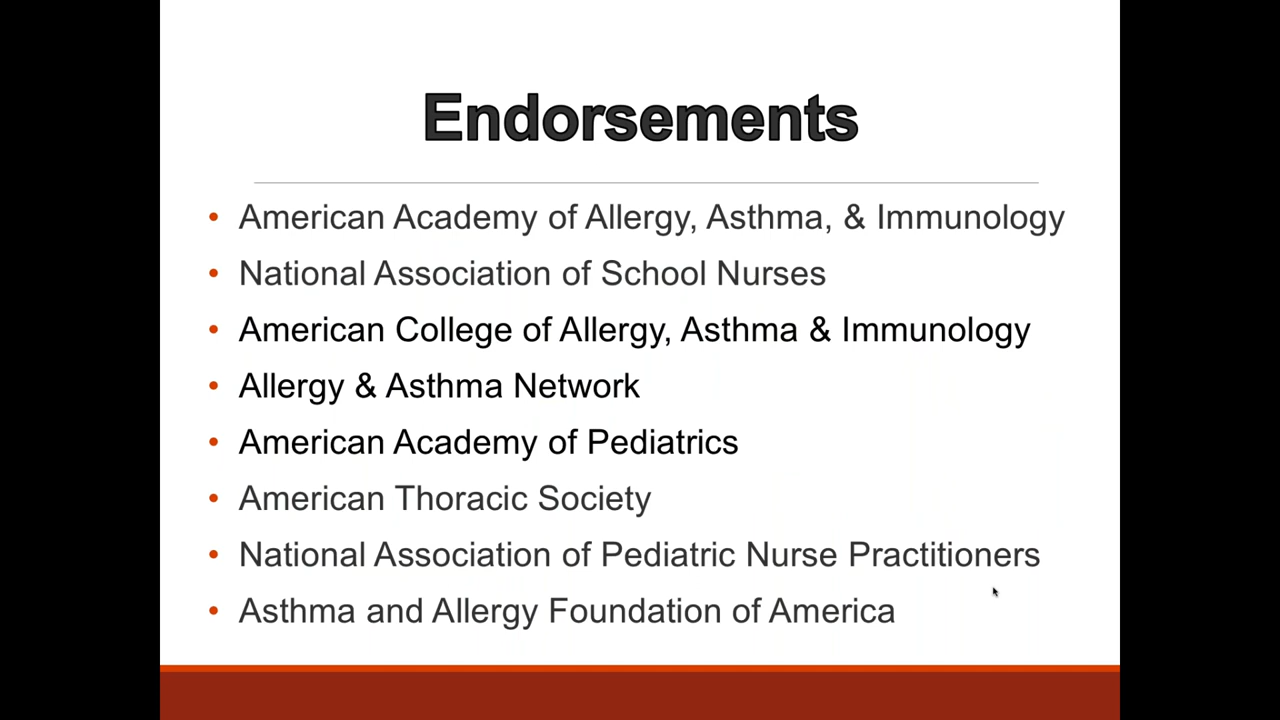 Endorsements
• American Academy of Allergy, Asthma, & Immunology
• National Association of School Nurses
• American College of Allergy, Asthma & Immunology
• Allergy & Asthma Network
• American Academy of Pediatrics
• American Thoracic Society
• National Association of Pediatric Nurse Practitioners
• Asthma and Allergy Foundation of America